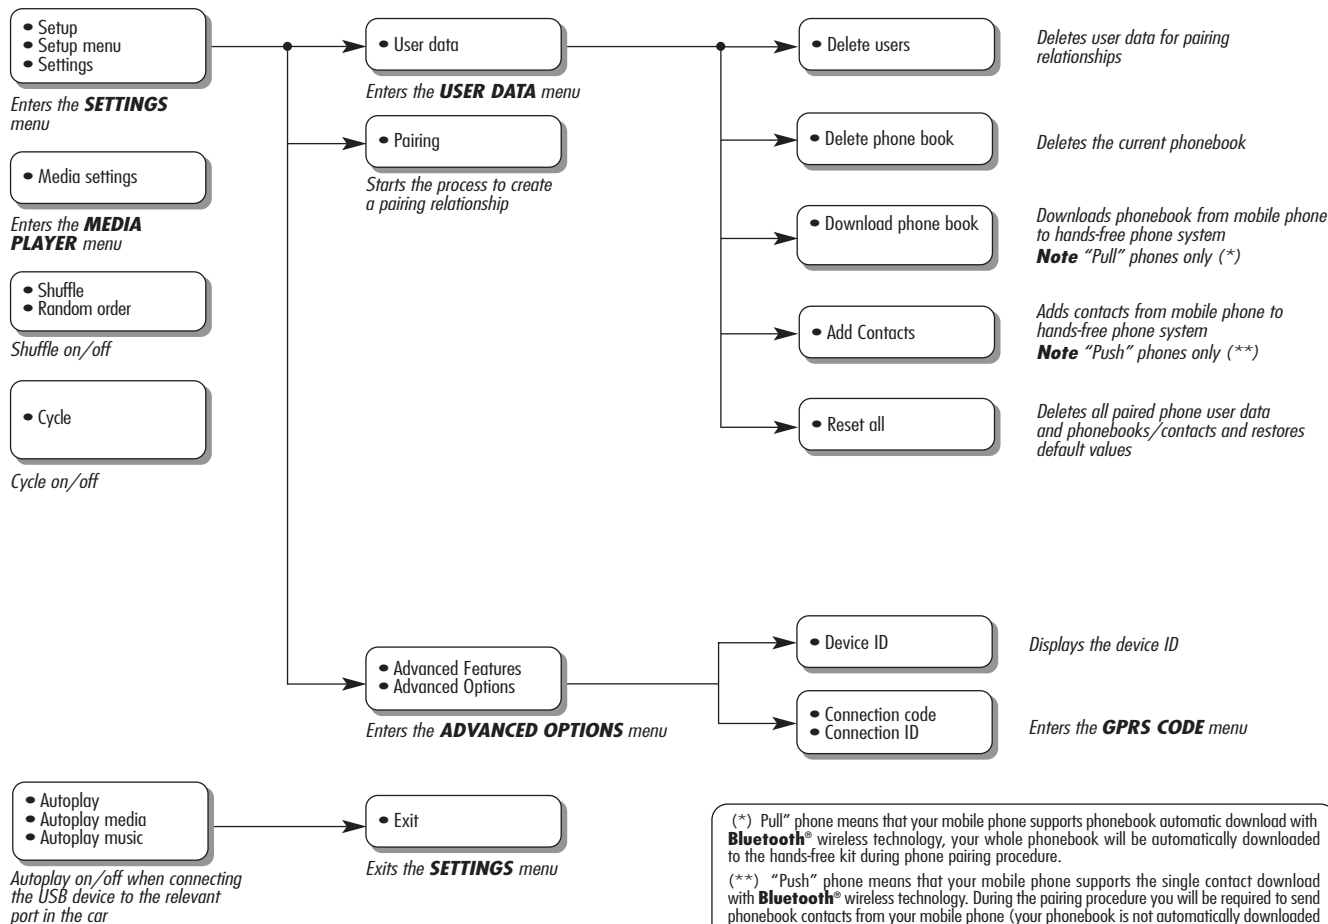 • Setup
• Setup menu
• Settings
Enters the SETTINGS
menu
• Media settings
Enters the MEDIA
PLAYER menu
• Shuffle
• Random order
Shuffle on/off
• Cycle
Cycle on/off
• User data
Enters the USER DATA menu
• Pairing
Starts the process to create
a pairing relationship
• Delete users
Deletes user data for pairing
relationships
• Delete phone book
Deletes the current phonebook
• Download phone book
Downloads phonebook from mobile phone
to hands-free phone system
Note “Pull” phones only (*)
• Add Contacts
Adds contacts from mobile phone to
hands-free phone system
Note “Push” phones only (**)
• Reset all
Deletes all paired phone user data
and phonebooks/contacts and restores
default values
• Advanced Features
• Advanced Options
Enters the ADVANCED OPTIONS menu
• Device ID
Displays the device ID
• Connection code
• Connection ID
Enters the GPRS CODE menu
• Autoplay
• Autoplay media
• Autoplay music
Autoplay on/off when connecting
the USB device to the relevant
port in the car
• Exit
Exits the SETTINGS menu
(*) Pull” phone means that your mobile phone supports phonebook automatic download with
Bluetooth® wireless technology, your whole phonebook will be automatically downloaded
to the hands-free kit during phone pairing procedure.
(**) “Push” phone means that your mobile phone supports the single contact download
with Bluetooth® wireless technology. During the pairing procedure you will be required to send
phonebook contacts from your mobile phone (your phonebook is not automatically downloaded